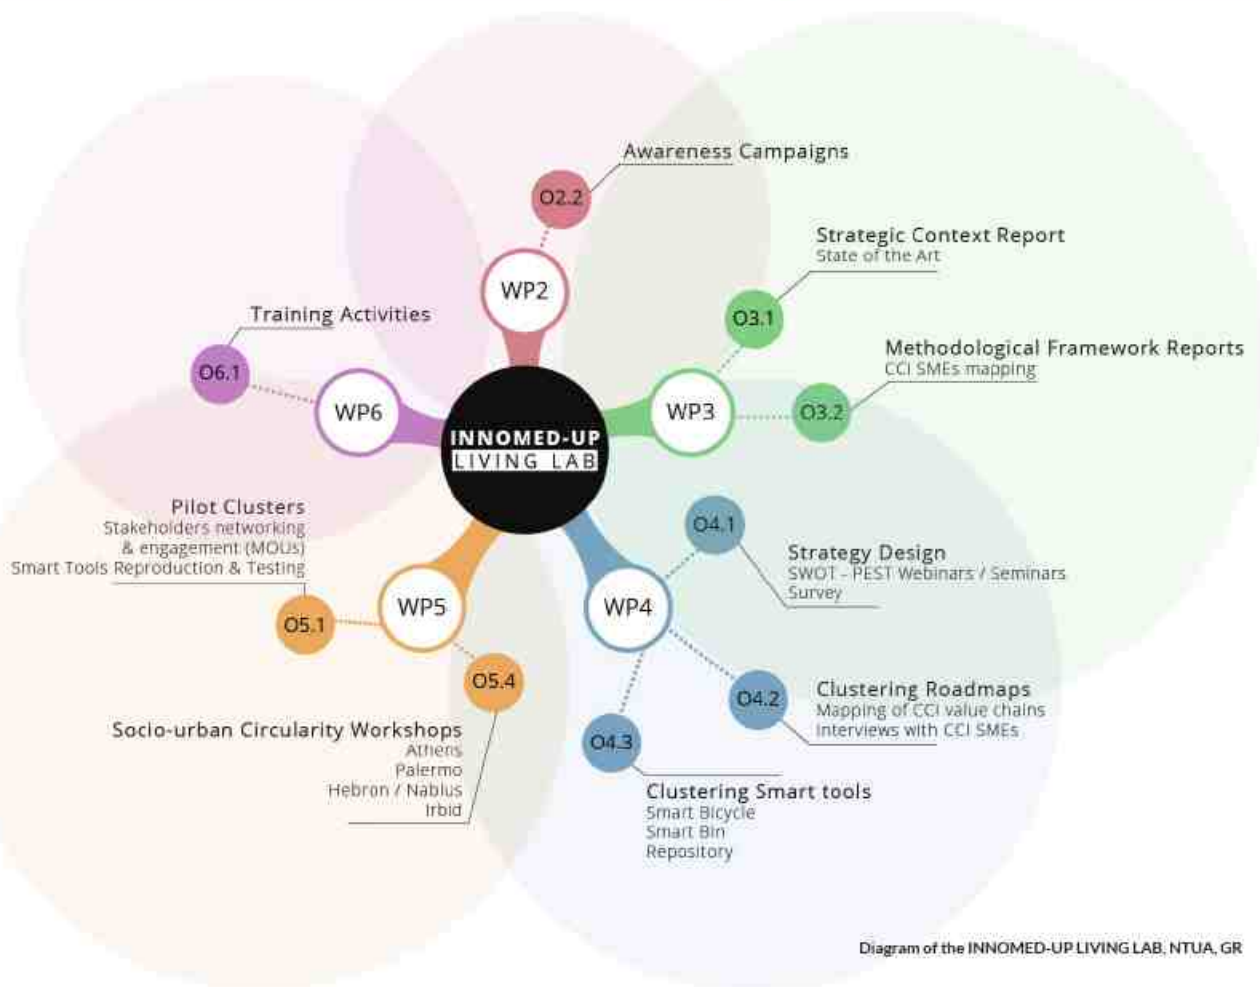 Awareness Campaigns
O2.2
WP2
Strategic Context Report
State of the Art
O3.1
Methodological Framework Reports
CCI SMEs mapping
O3.2
WP3
Training Activities
O6.1
WP6
INNOMED-UP
LIVING LAB
Pilot Clusters
Stakeholders networking
& engagement (MOUs)
Smart Tools Reproduction & Testing
O5.1
WP5
O5.4
Socio-urban Circularity Workshops
Athens
Palermo
Hebron / Nablus
Irbid
WP4
O4.1
Strategy Design
SWOT - PEST Webinars / Seminars
Survey
O4.2
Clustering Roadmaps
Mapping of CCI value chains
Interviews with CCI SMEs
O4.3
Clustering Smart tools
Smart Bicycle
Smart Bin
Repository
Diagram of the INNOMED-UP LIVING LAB, NTUA, GR